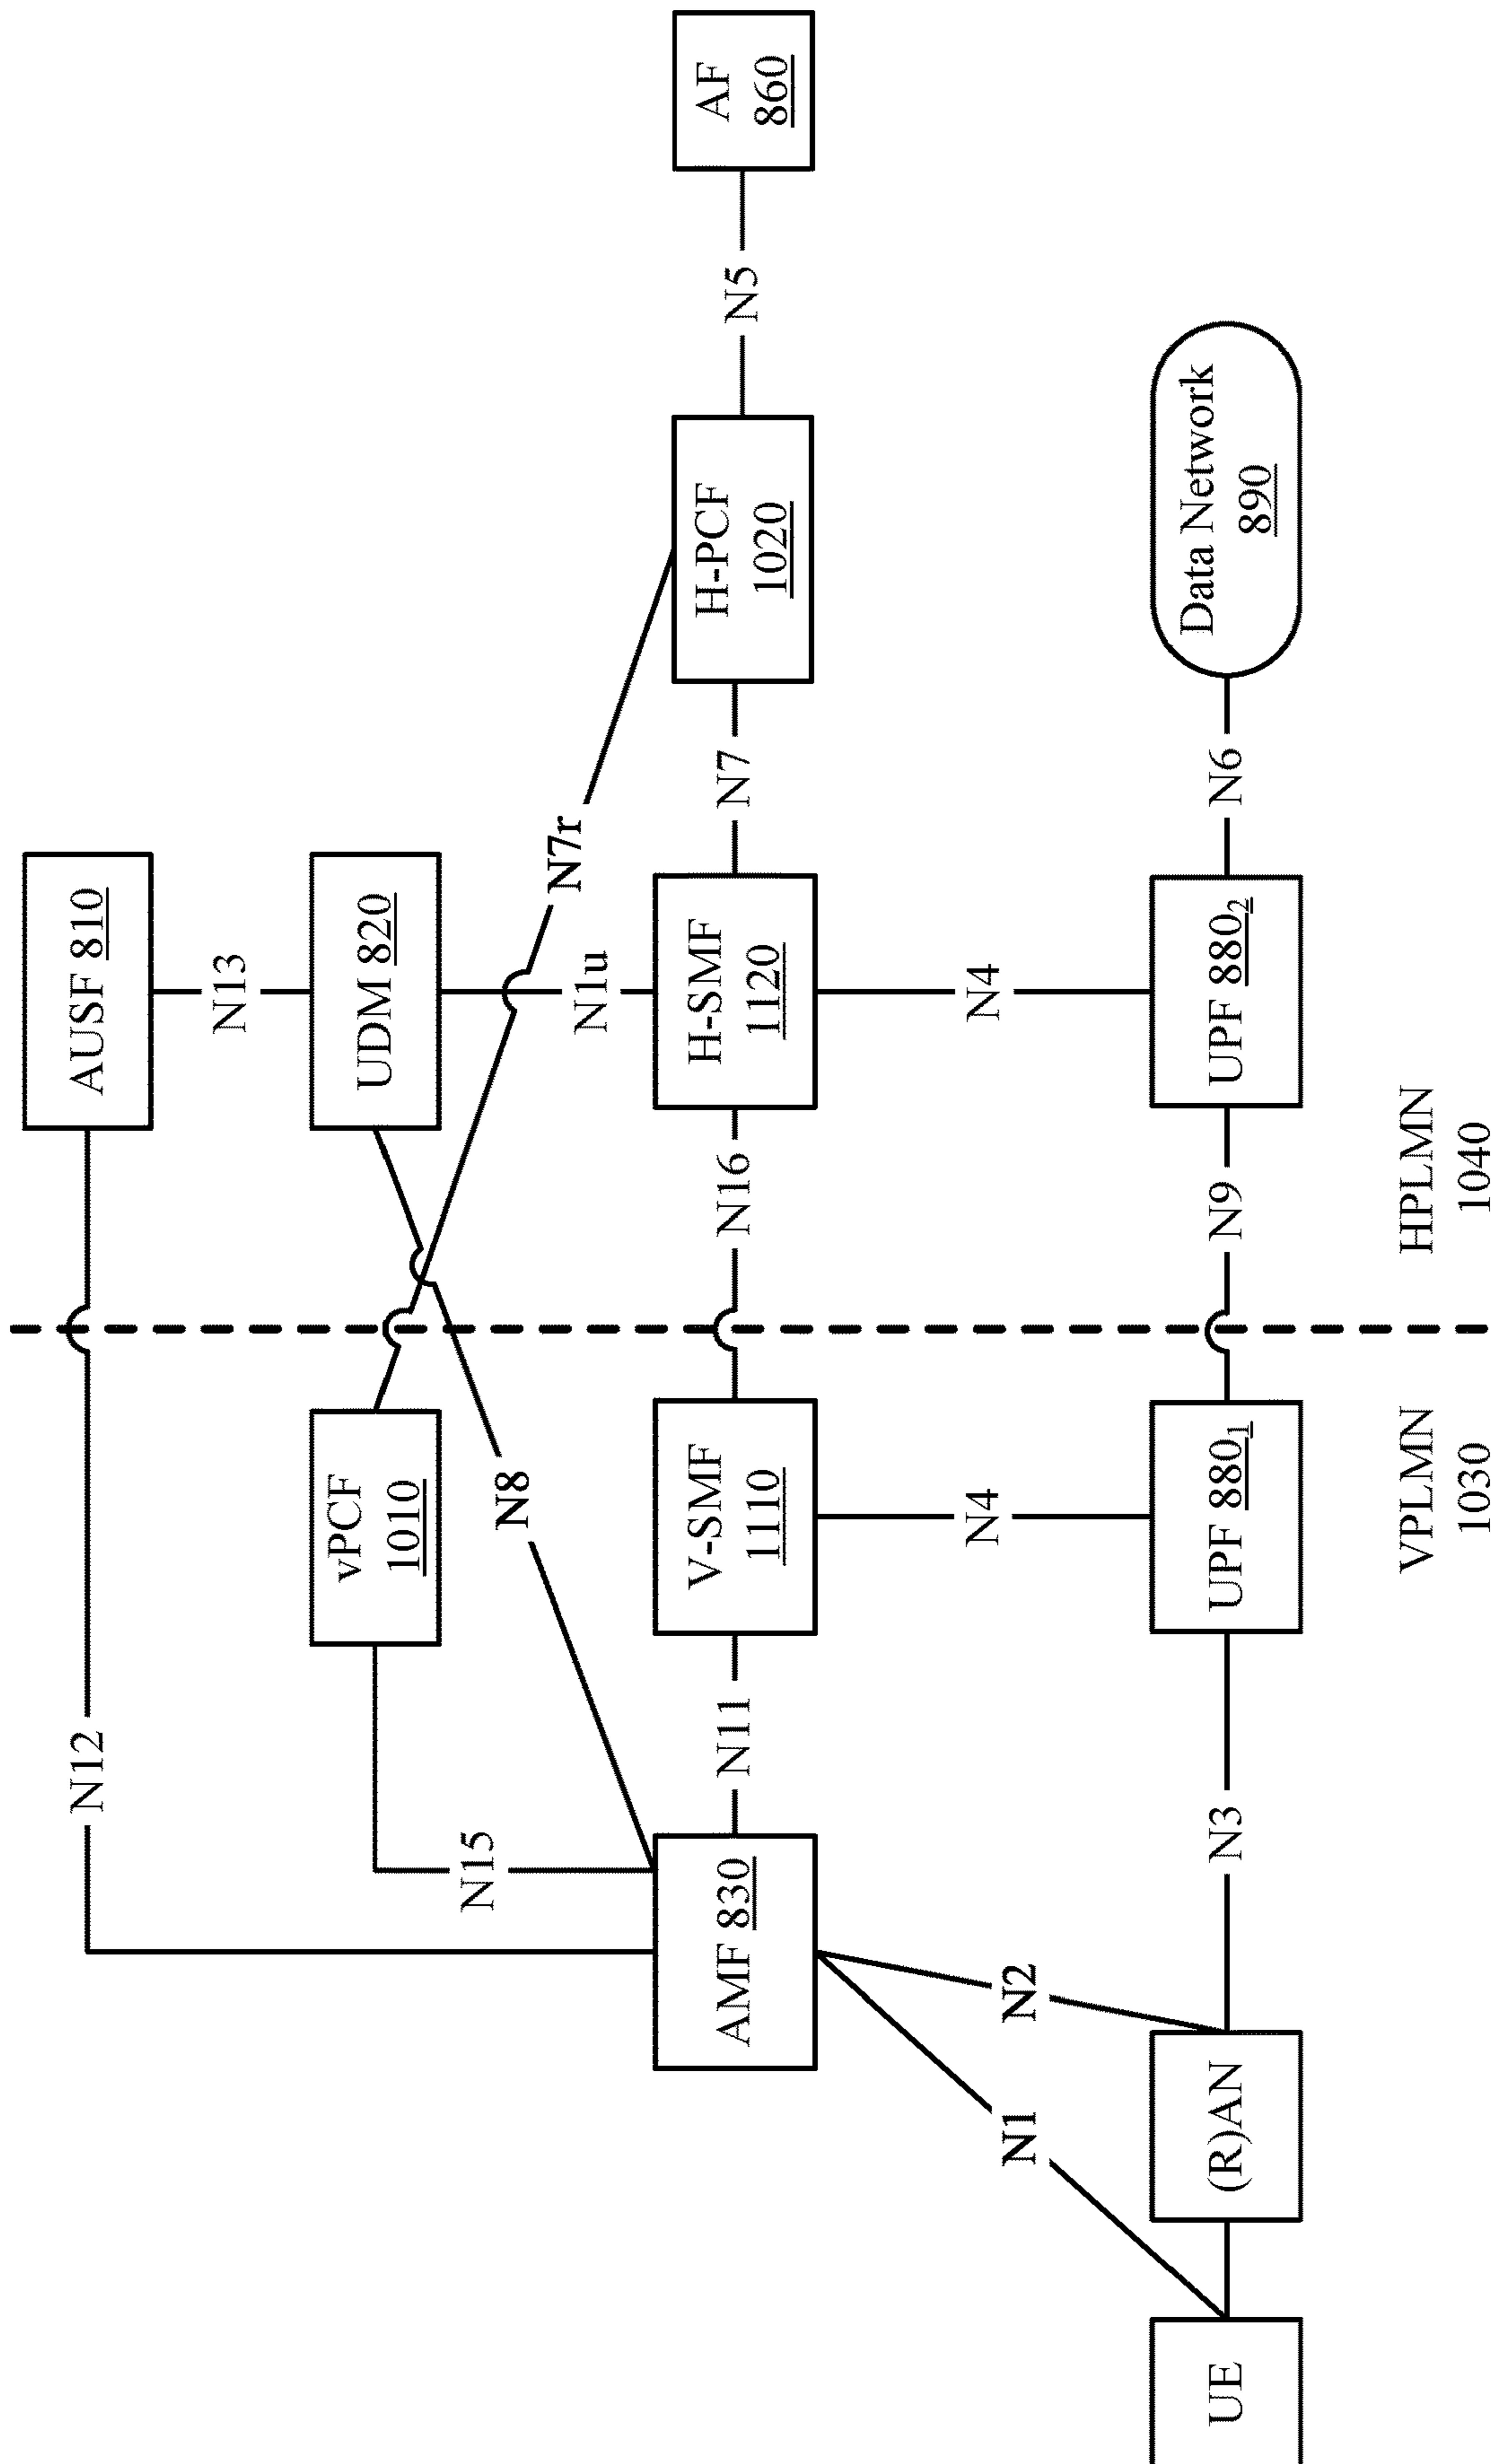 AUSF 810
N12
N13
vPCF
1010
UDM 820
N15
N8
N7r
N1u
AMF 830
N11
V-SMF
1110
N16
H-SMF
1120
N7
H-PCF
1020
N5
AF
860
N1
N2
N4
N4
UE
(R)AN
N3
UPF 880₁
N9
UPF 880₂
N6
Data Network
890
VPLMN
1030
HPLMN
1040